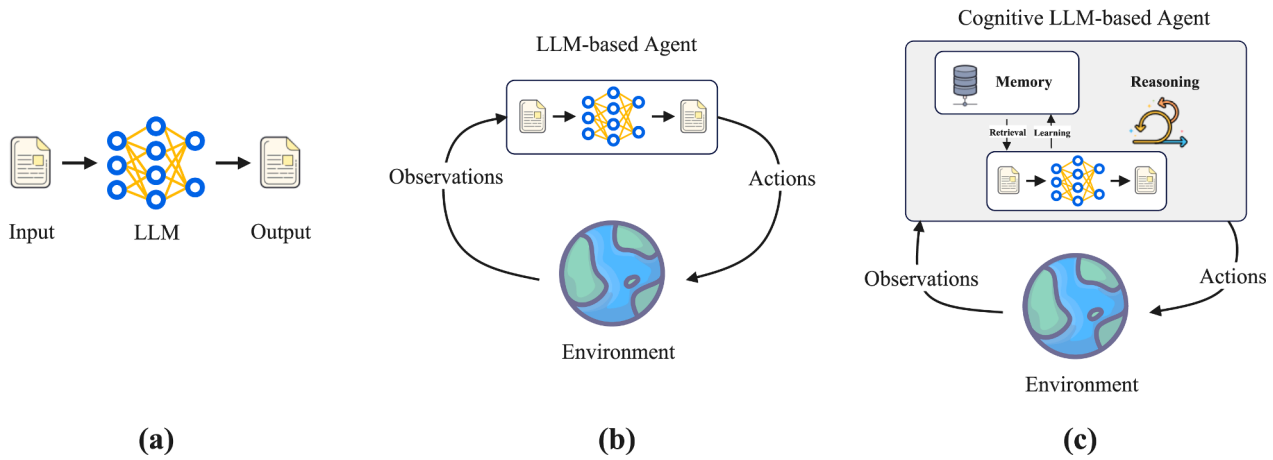 Input
LLM
Output
(a)
LLM-based Agent
Observations
Actions
Environment
(b)
Cognitive LLM-based Agent
Memory
Reasoning
Retrieval
Learning
Observations
Actions
Environment
(c)